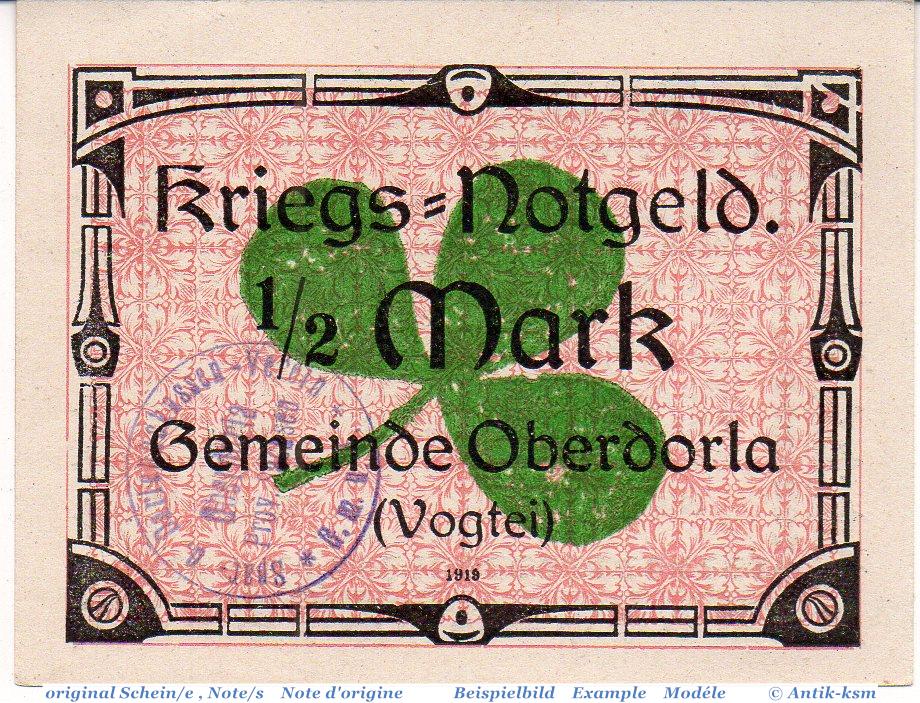 Kriegs=Notgeld.
1/2 Mark
Gemeinde Oberdorla
(Vogtei)
1919
original Schein/e , Note/s Note d'origine Beispielbild Example Modéle © Antik-ksm